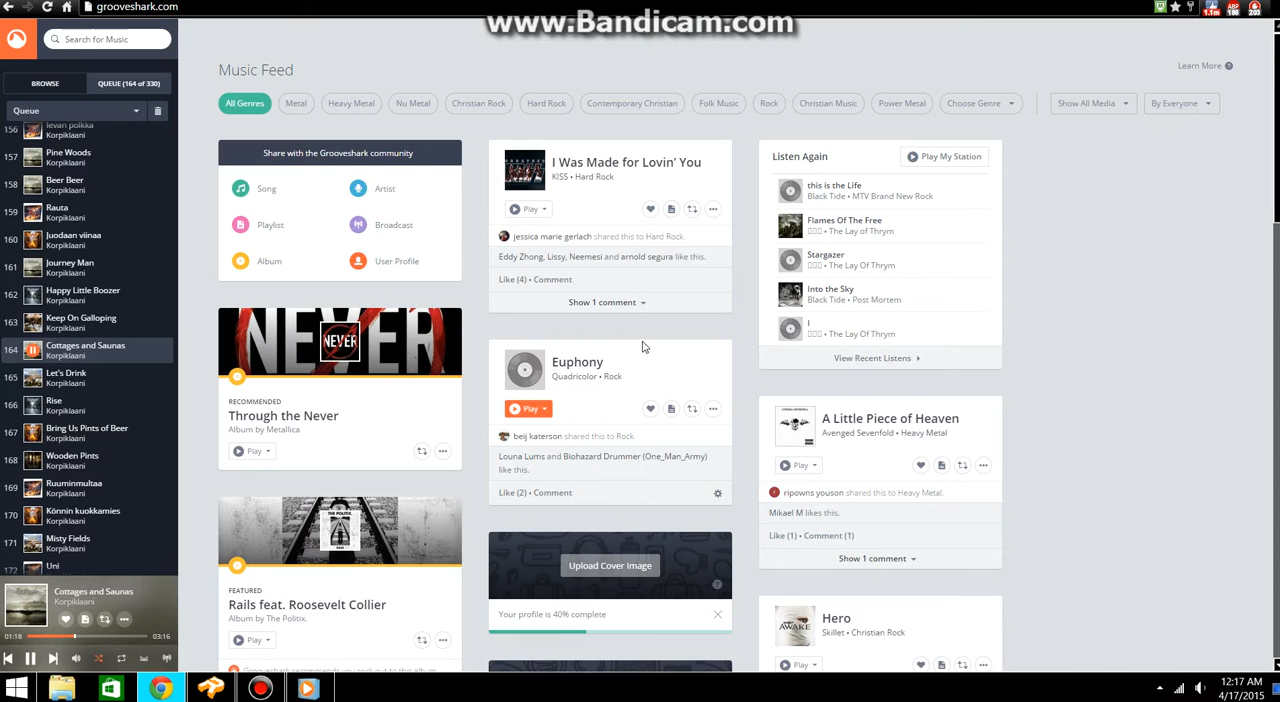 grooveshark.com
www.Bandicam.com
Search for Music
BROWSE
QUEUE (164 of 330)
Queue
156
Ievan polkka
Korpiklaani
157
Pine Woods
Korpiklaani
158
Beer Beer
Korpiklaani
159
Rauta
Korpiklaani
160
Juodaan viinaa
Korpiklaani
161
Journey Man
Korpiklaani
162
Happy Little Boozer
Korpiklaani
163
Keep On Galloping
Korpiklaani
164
Cottages and Saunas
Korpiklaani
165
Let's Drink
Korpiklaani
166
Rise
Korpiklaani
167
Bring Us Pints of Beer
Korpiklaani
168
Wooden Pints
Korpiklaani
169
Ruuminmultaa
Korpiklaani
170
Könnin kuokkamies
Korpiklaani
171
Misty Fields
Korpiklaani
172
Uni
Cottages and Saunas
Korpiklaani
01:18
03:16
Music Feed
Learn More
All Genres
Metal
Heavy Metal
Nu Metal
Christian Rock
Hard Rock
Contemporary Christian
Folk Music
Rock
Christian Music
Power Metal
Choose Genre
Show All Media
By Everyone
Share with the Grooveshark community
Song
Artist
Playlist
Broadcast
Album
User Profile
NEVER
NEVER
RECOMMENDED
Through the Never
Album by Metallica
Play
THE POLITIX.
RAILS
FEATURED
Rails feat. Roosevelt Collier
Album by The Politix.
Play
Grooveshark recommends you rock out to this album
I Was Made for Lovin' You
KISS • Hard Rock
Play
jessica marie gerlach shared this to Hard Rock.
Eddy Zhong, Lissy, Neemesi and arnold segura like this.
Like (4) • Comment
Show 1 comment
Euphony
Quadricolor • Rock
Play
beij katerson shared this to Rock.
Louna Lums and Biohazard Drummer (One_Man_Army)
like this.
Like (2) • Comment
Upload Cover Image
Your profile is 40% complete
Listen Again
Play My Station
this is the Life
Black Tide • MTV Brand New Rock
Flames Of The Free
□□□ • The Lay of Thrym
Stargazer
□□□ • The Lay Of Thrym
Into the Sky
Black Tide • Post Mortem
I
□□□ • The Lay Of Thrym
View Recent Listens
A Little Piece of Heaven
Avenged Sevenfold • Heavy Metal
Play
ripowns youson shared this to Heavy Metal.
Mikael M likes this.
Like (1) • Comment (1)
Show 1 comment
AWAKE
Hero
Skillet • Christian Rock
Play
12:17 AM
4/17/2015